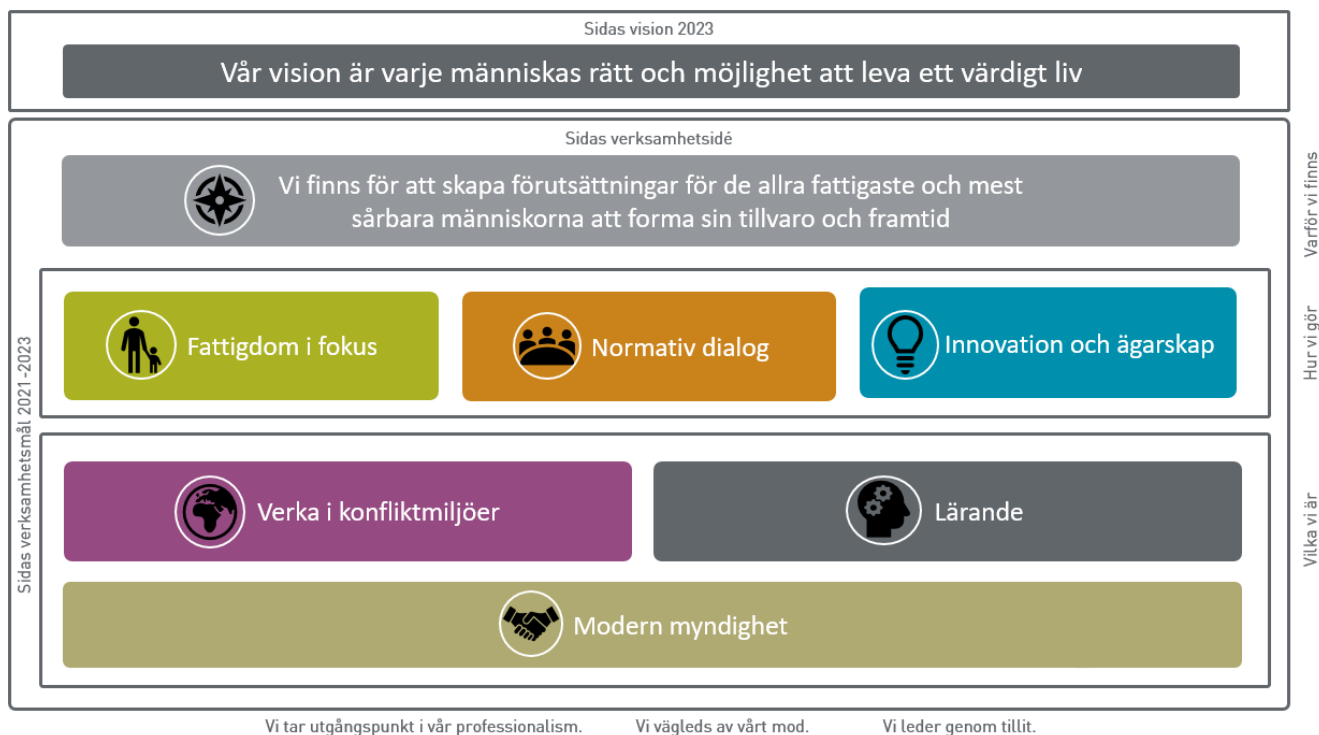 Sidas vision 2023
Vår vision är varje människas rätt och möjlighet att leva ett värdigt liv
Sidas verksamhetsidé
Vi finns för att skapa förutsättningar för de allra fattigaste och mest
sårbara människorna att forma sin tillvaro och framtid
Varför vi finns
Sidas verksamhetsmål 2021-2023
Fattigdom i fokus
Normativ dialog
Innovation och ägarskap
Hur vi gör
Verka i konfliktmiljöer
Lärande
Modern myndighet
Vilka vi är
Vi tar utgångspunkt i vår professionalism. Vi vägleds av vårt mod. Vi leder genom tillit.